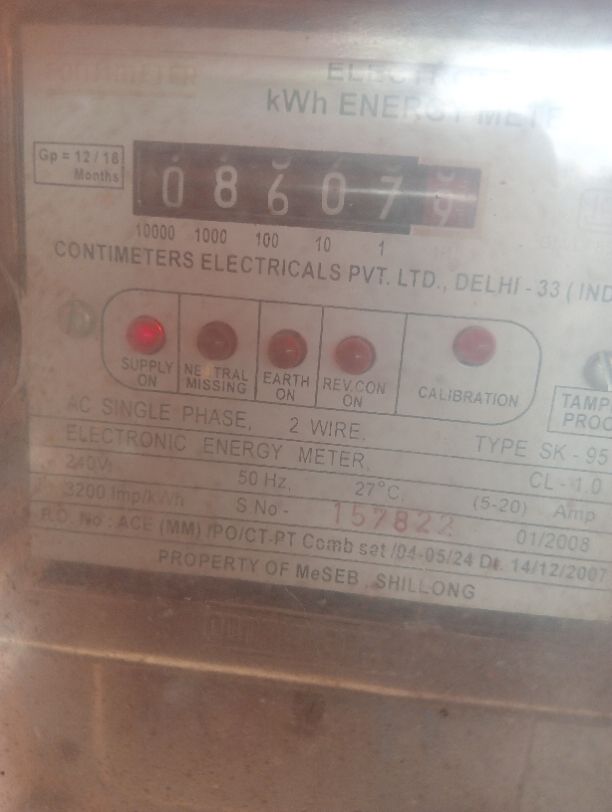 kWh ENERGY METE
Gp = 12 / 18
Months
0 8 6 0 7 9
10000 1000 100 10 1
CONTIMETERS ELECTRICALS PVT. LTD., DELHI - 33 ( IND
SUPPLY ON
NEUTRAL MISSING
EARTH ON
REV.CON ON
CALIBRATION
TAMP
PROO
AC SINGLE PHASE, 2 WIRE. TYPE SK - 95
ELECTRONIC ENERGY METER. CL - 1.0
240V, 50 Hz, 27°C, (5-20) Amp
3200 Imp/kWh S.No - 157822 01/2008
P.O. No : ACE (MM) /PO/CT-PT Comb set /04-05/24 Dt. 14/12/2007
PROPERTY OF MeSEB , SHILLONG